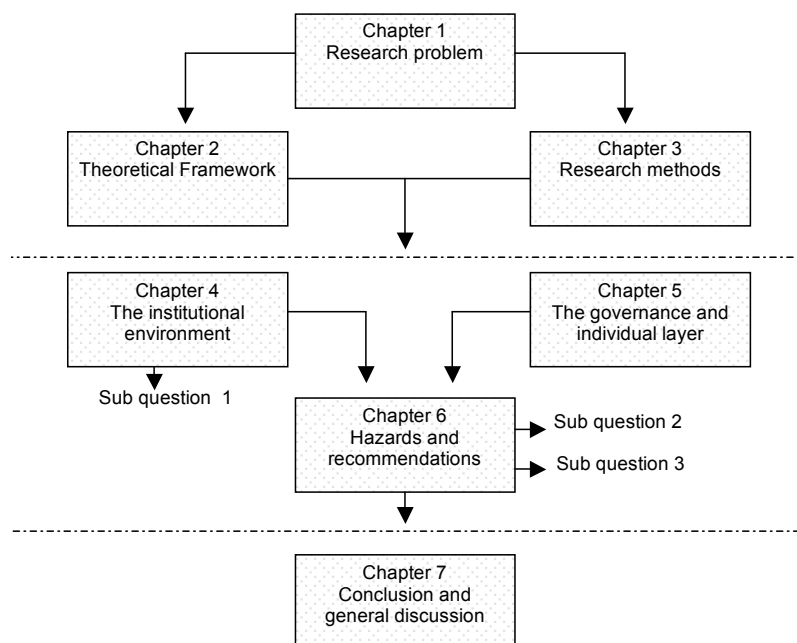 Chapter 1
Research problem
Chapter 2
Theoretical Framework
Chapter 3
Research methods
Chapter 4
The institutional
environment
Chapter 5
The governance and
individual layer
Sub question 1
Chapter 6
Hazards and
recommendations
Sub question 2
Sub question 3
Chapter 7
Conclusion and
general discussion